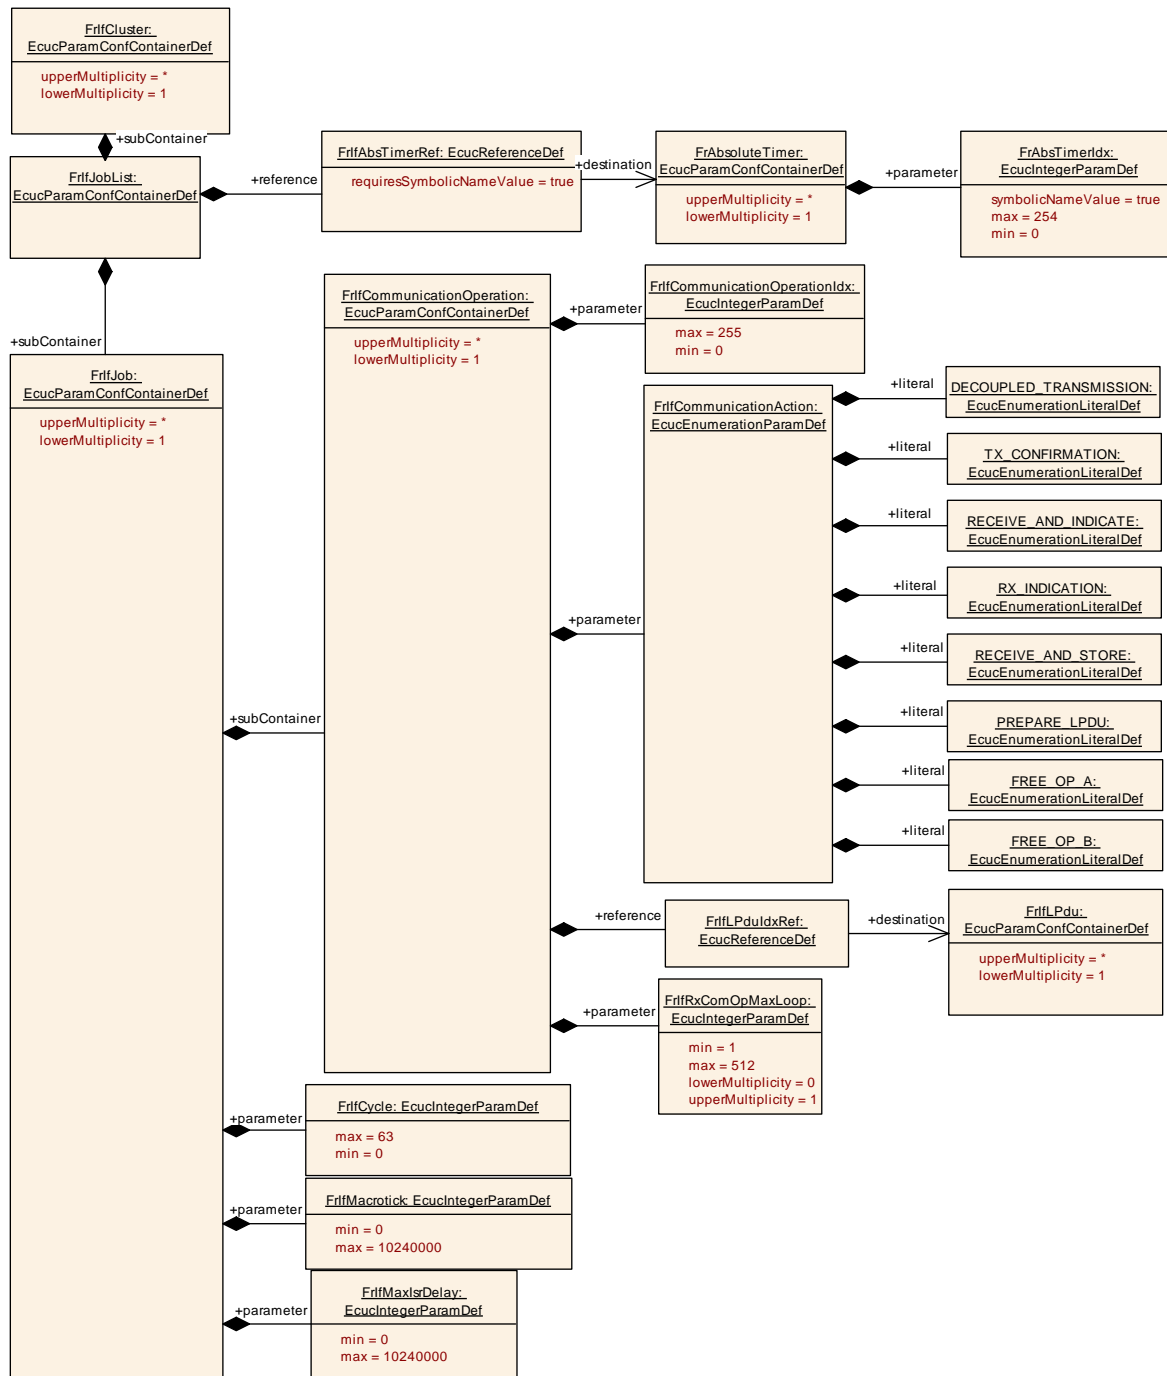 FrIfCluster:
EcucParamConfContainerDef
upperMultiplicity = *
lowerMultiplicity = 1
+subContainer
FrIfJobList:
EcucParamConfContainerDef
+reference
FrIfAbsTimerRef: EcucReferenceDef
requiresSymbolicNameValue = true
+destination
FrAbsoluteTimer:
EcucParamConfContainerDef
upperMultiplicity = *
lowerMultiplicity = 1
+parameter
FrAbsTimerIdx:
EcucIntegerParamDef
symbolicNameValue = true
max = 254
min = 0
+subContainer
FrIfJob:
EcucParamConfContainerDef
upperMultiplicity = *
lowerMultiplicity = 1
+subContainer
FrIfCommunicationOperation:
EcucParamConfContainerDef
upperMultiplicity = *
lowerMultiplicity = 1
+parameter
FrIfCommunicationOperationIdx:
EcucIntegerParamDef
max = 255
min = 0
+parameter
FrIfCommunicationAction:
EcucEnumerationParamDef
+literal
DECOUPLED_TRANSMISSION:
EcucEnumerationLiteralDef
+literal
TX_CONFIRMATION:
EcucEnumerationLiteralDef
+literal
RECEIVE_AND_INDICATE:
EcucEnumerationLiteralDef
+literal
RX_INDICATION:
EcucEnumerationLiteralDef
+literal
RECEIVE_AND_STORE:
EcucEnumerationLiteralDef
+literal
PREPARE_LPDU:
EcucEnumerationLiteralDef
+literal
FREE_OP_A:
EcucEnumerationLiteralDef
+literal
FREE_OP_B:
EcucEnumerationLiteralDef
+reference
FrIfLPduIdxRef:
EcucReferenceDef
+destination
FrIfLPdu:
EcucParamConfContainerDef
upperMultiplicity = *
lowerMultiplicity = 1
+parameter
FrIfRxComOpMaxLoop:
EcucIntegerParamDef
min = 1
max = 512
lowerMultiplicity = 0
upperMultiplicity = 1
+parameter
FrIfCycle: EcucIntegerParamDef
max = 63
min = 0
+parameter
FrIfMacrotick: EcucIntegerParamDef
min = 0
max = 10240000
+parameter
FrIfMaxIsrDelay:
EcucIntegerParamDef
min = 0
max = 10240000